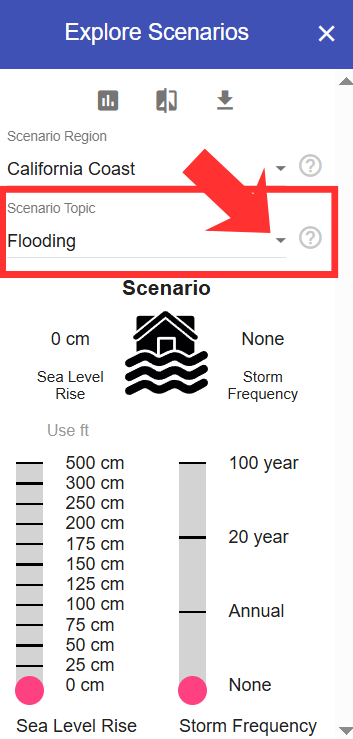 Explore Scenarios
Scenario Region
California Coast
Scenario Topic
Flooding
Scenario
0 cm
None
Sea Level
Rise
Storm
Frequency
Use ft
500 cm
300 cm
250 cm
200 cm
175 cm
150 cm
125 cm
100 cm
75 cm
50 cm
25 cm
0 cm
Sea Level Rise
100 year
20 year
Annual
None
Storm Frequency